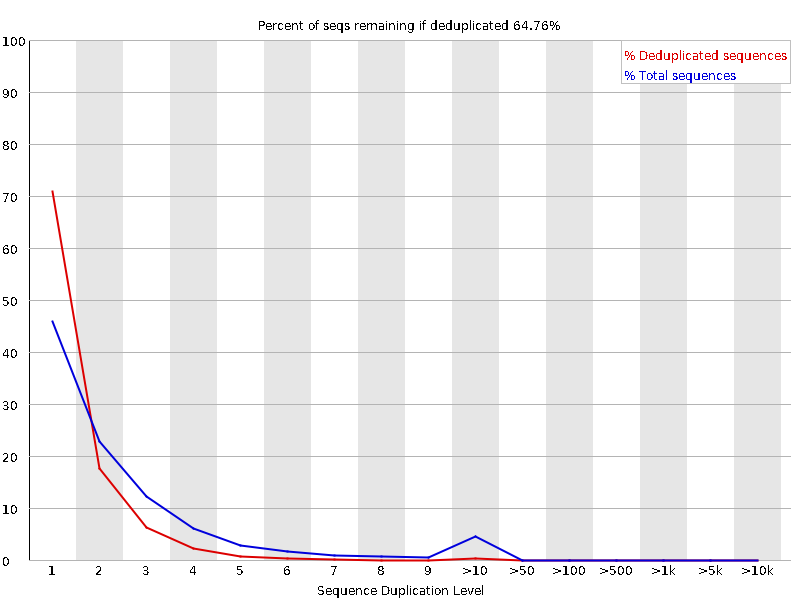 Percent of seqs remaining if deduplicated 64.76%
% Deduplicated sequences
% Total sequences
100
90
80
70
60
50
40
30
20
10
0
1 2 3 4 5 6 7 8 9 >10 >50 >100 >500 >1k >5k >10k
Sequence Duplication Level